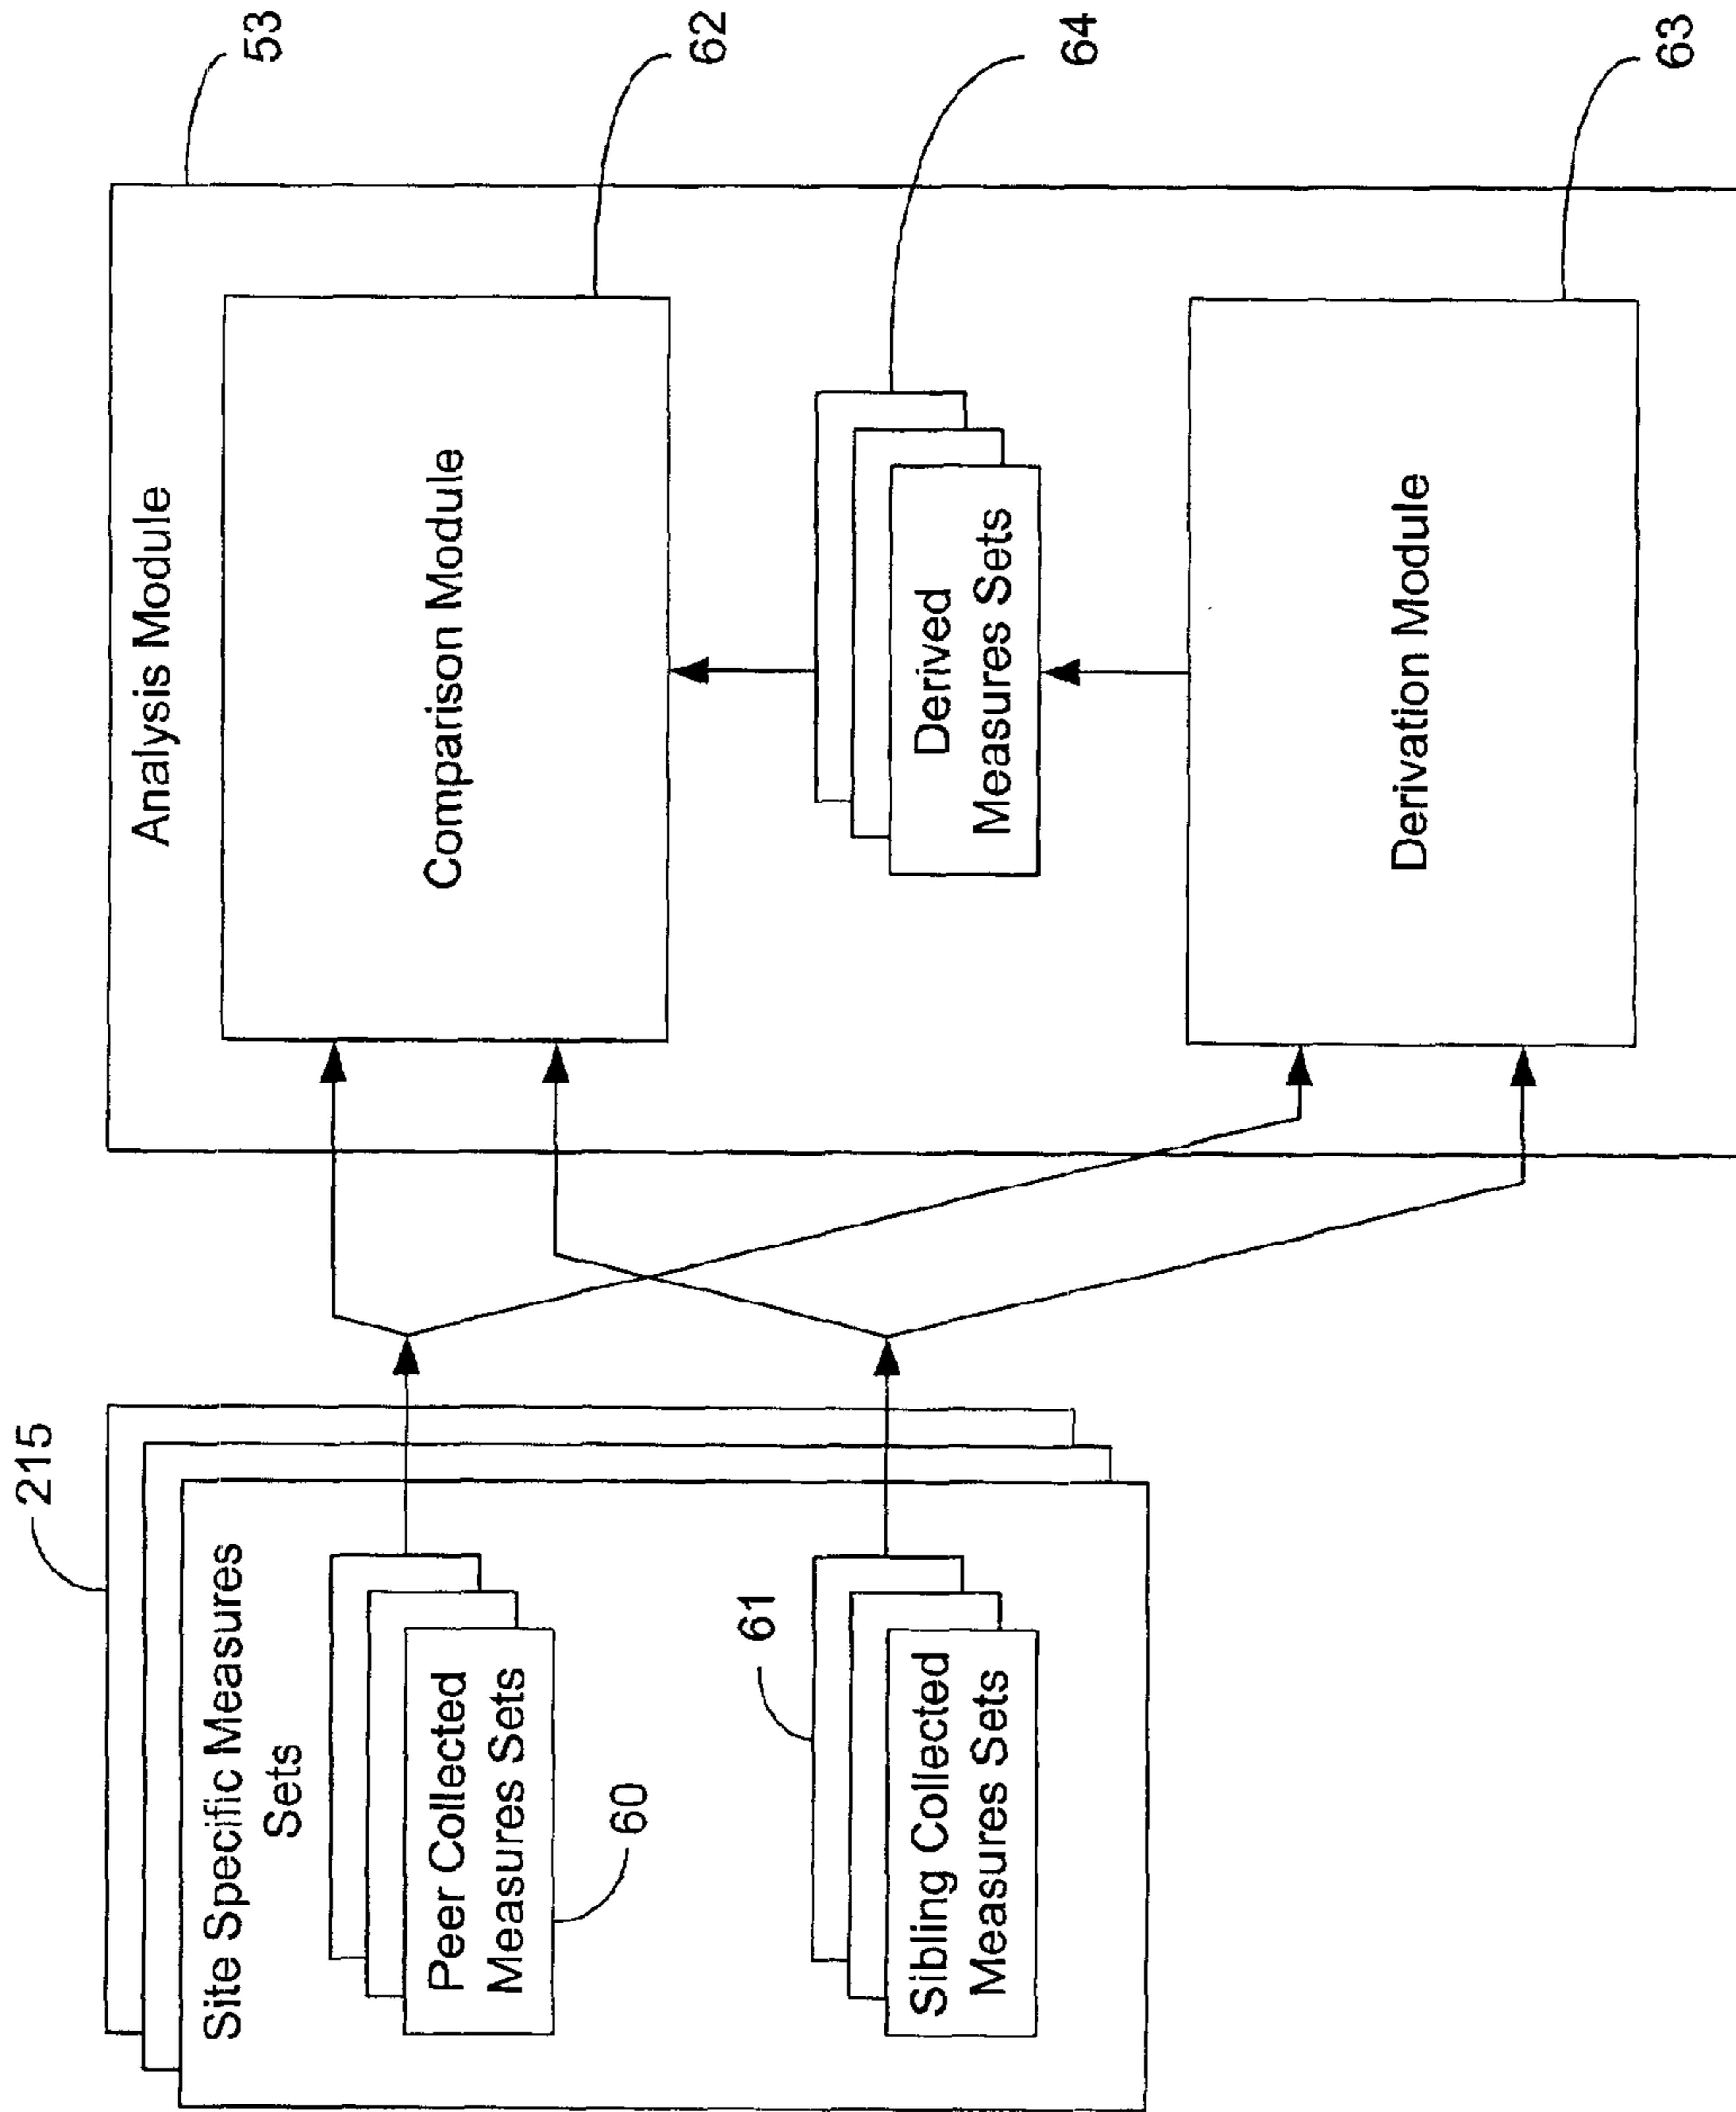 215
Site Specific Measures
Sets
Peer Collected
Measures Sets
60
61
Sibling Collected
Measures Sets
Analysis Module
53
Comparison Module
62
Derived
Measures Sets
64
Derivation Module
63